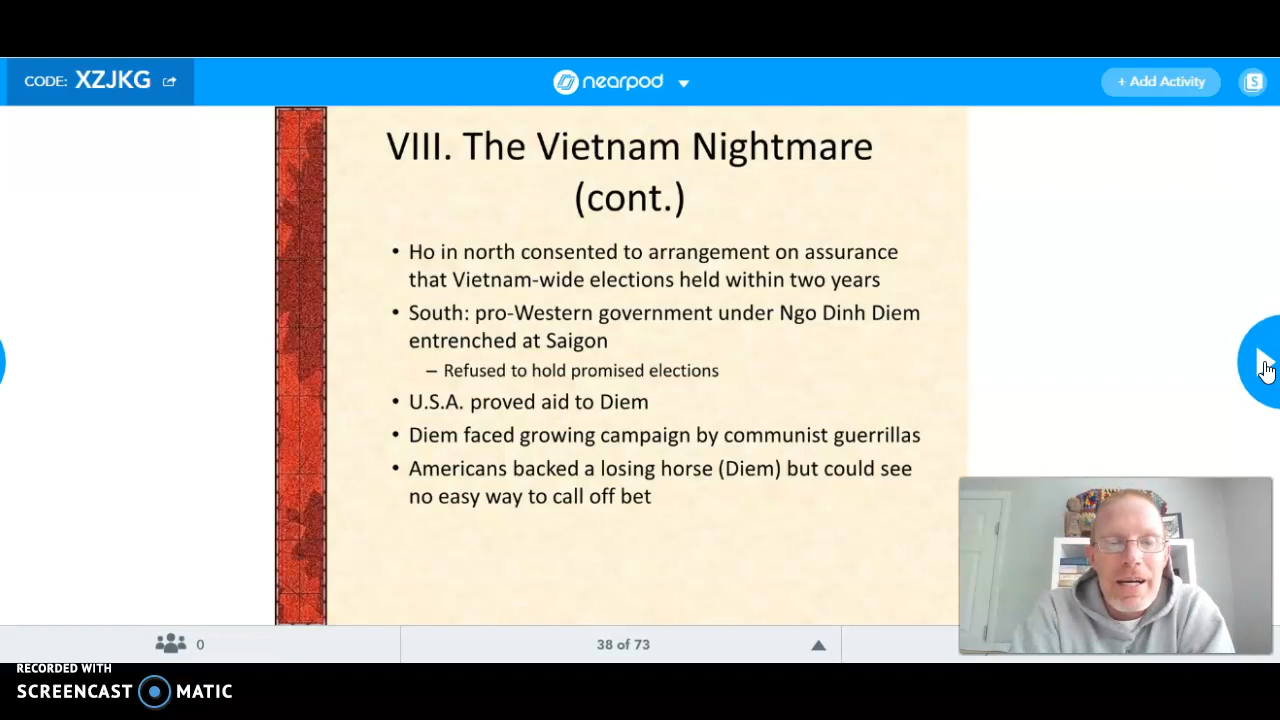 CODE: XZJKG
nearpod
+ Add Activity
S
VIII. The Vietnam Nightmare
(cont.)
• Ho in north consented to arrangement on assurance
that Vietnam-wide elections held within two years
• South: pro-Western government under Ngo Dinh Diem
entrenched at Saigon
– Refused to hold promised elections
• U.S.A. proved aid to Diem
• Diem faced growing campaign by communist guerrillas
• Americans backed a losing horse (Diem) but could see
no easy way to call off bet
0
38 of 73
RECORDED WITH
SCREENCAST MATIC